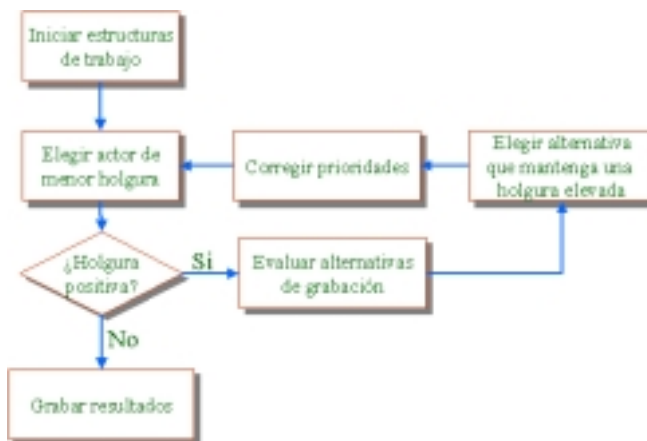 Iniciar estructuras
de trabajo
Elegir actor de
menor holgura
Corregir prioridades
Elegir alternativa
que mantenga una
holgura elevada
¿Holgura
positiva?
Si
Evaluar alternativas
de grabación
No
Grabar resultados